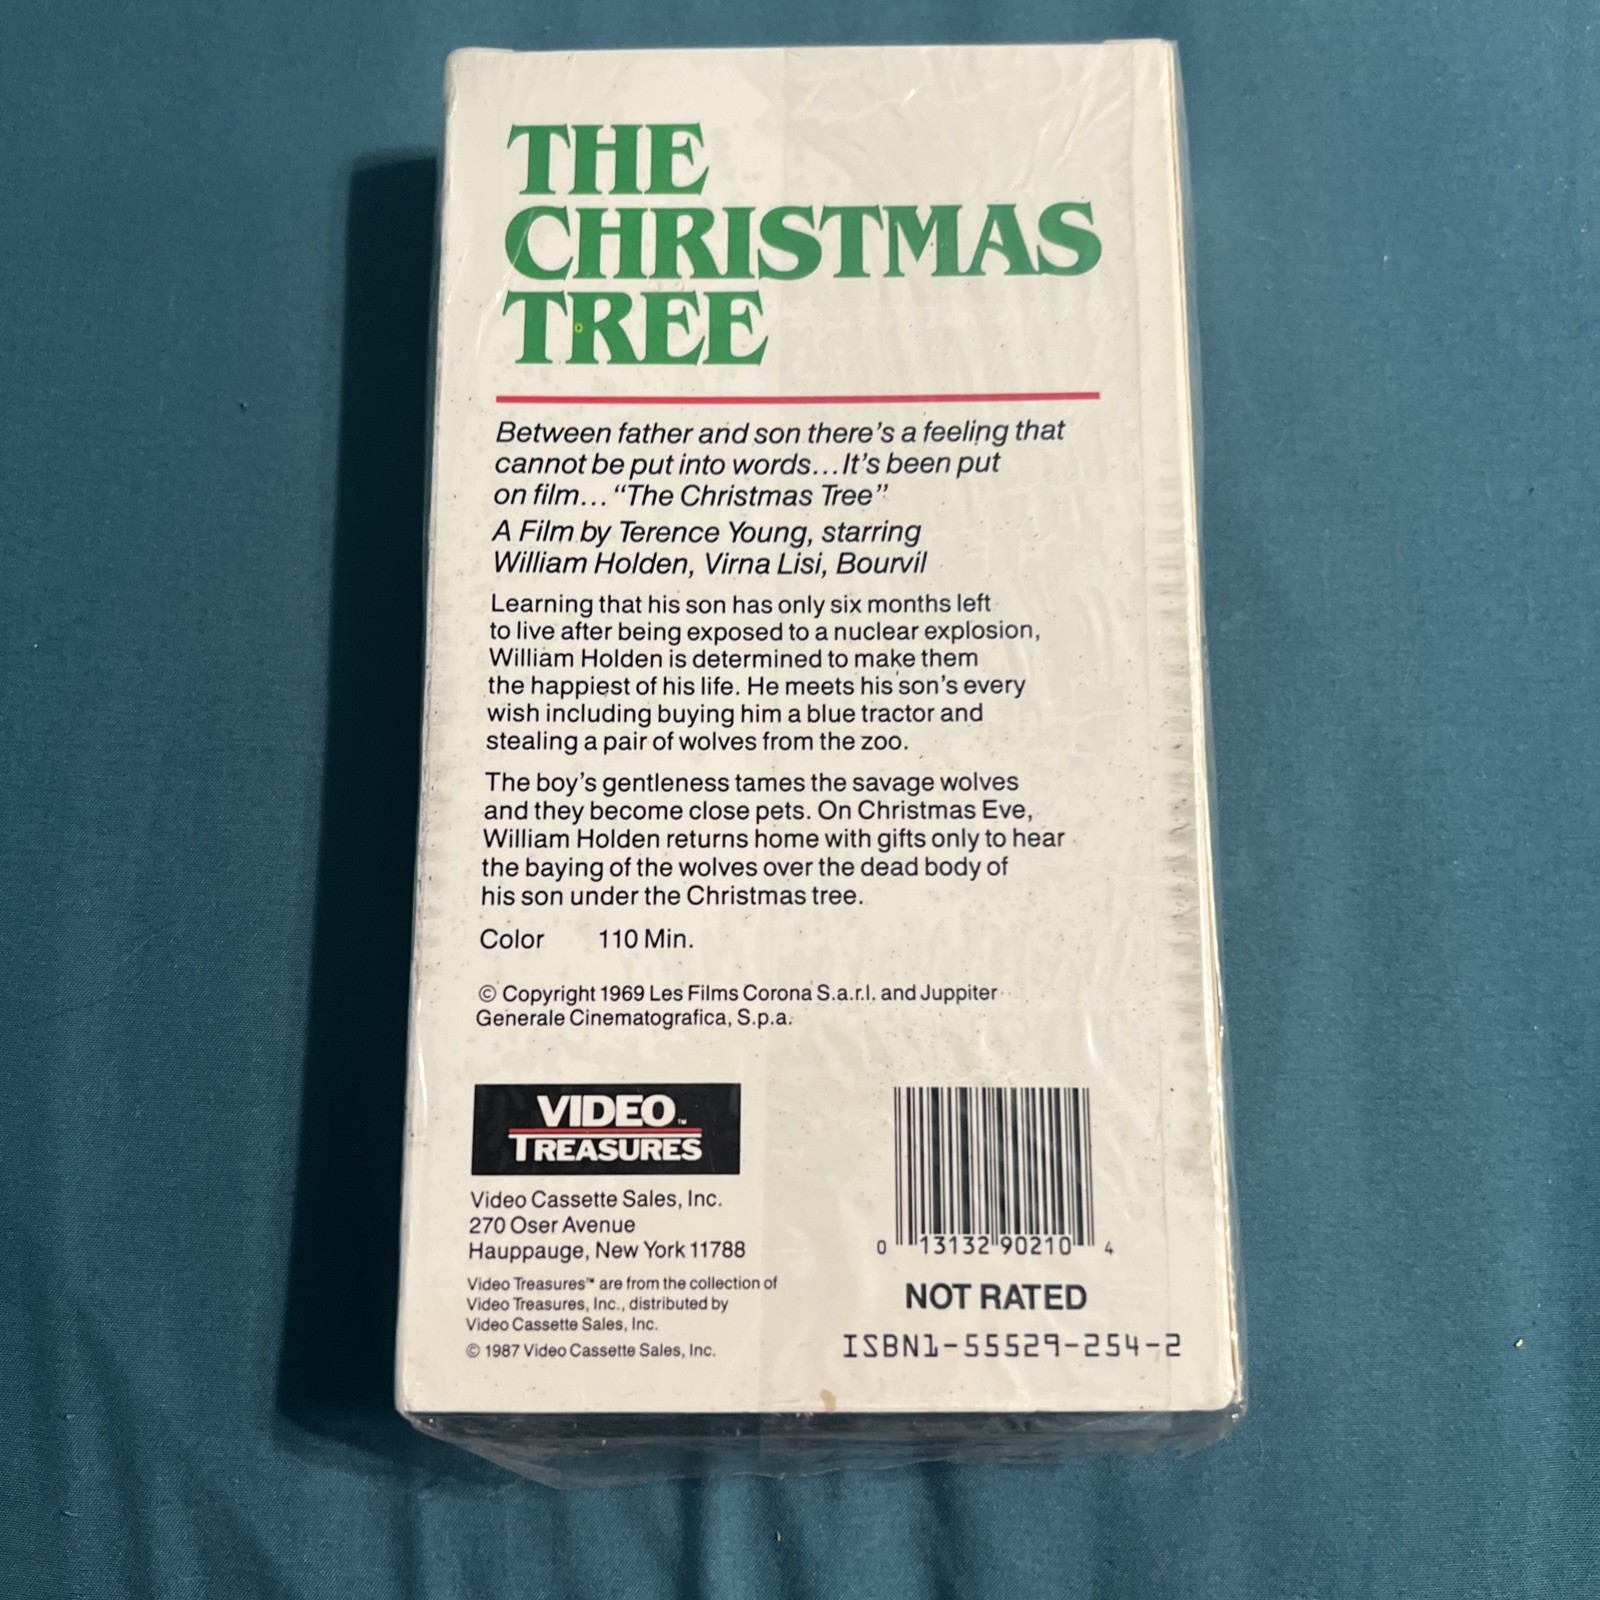 THE
CHRISTMAS
TREE
Between father and son there's a feeling that
cannot be put into words...It's been put
on film... "The Christmas Tree"
A Film by Terence Young, starring
William Holden, Virna Lisi, Bourvil
Learning that his son has only six months left
to live after being exposed to a nuclear explosion,
William Holden is determined to make them
the happiest of his life. He meets his son's every
wish including buying him a blue tractor and
stealing a pair of wolves from the zoo.
The boy's gentleness tames the savage wolves
and they become close pets. On Christmas Eve,
William Holden returns home with gifts only to hear
the baying of the wolves over the dead body of
his son under the Christmas tree.
Color 110 Min.
© Copyright 1969 Les Films Corona S.a.r.l. and Juppiter
Generale Cinematografica, S.p.a.
VIDEO™
TREASURES
Video Cassette Sales, Inc.
270 Oser Avenue
Hauppauge, New York 11788
Video Treasures™ are from the collection of
Video Treasures, Inc., distributed by
Video Cassette Sales, Inc.
© 1987 Video Cassette Sales, Inc.
0 13132 90210 4
NOT RATED
ISBN1-55529-254-2